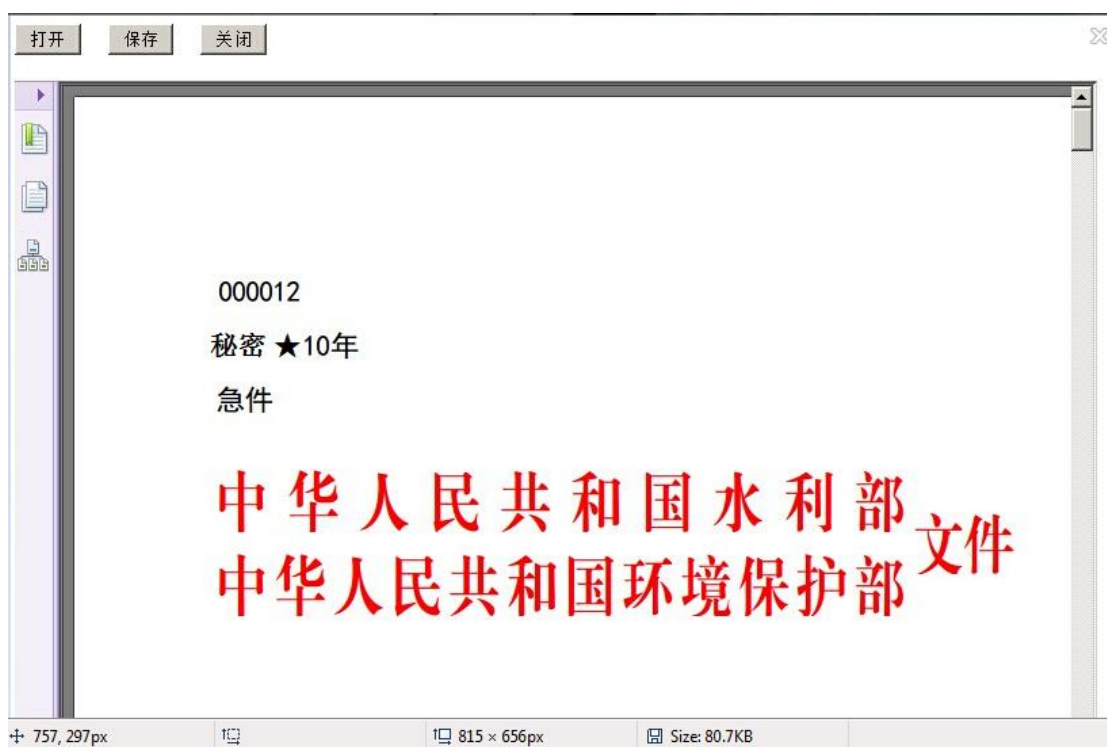 打开 保存 关闭
000012
秘密 ★10年
急件
中华人民共和国水利部
文件
中华人民共和国环境保护部
757, 297px 815 × 656px Size: 80.7KB